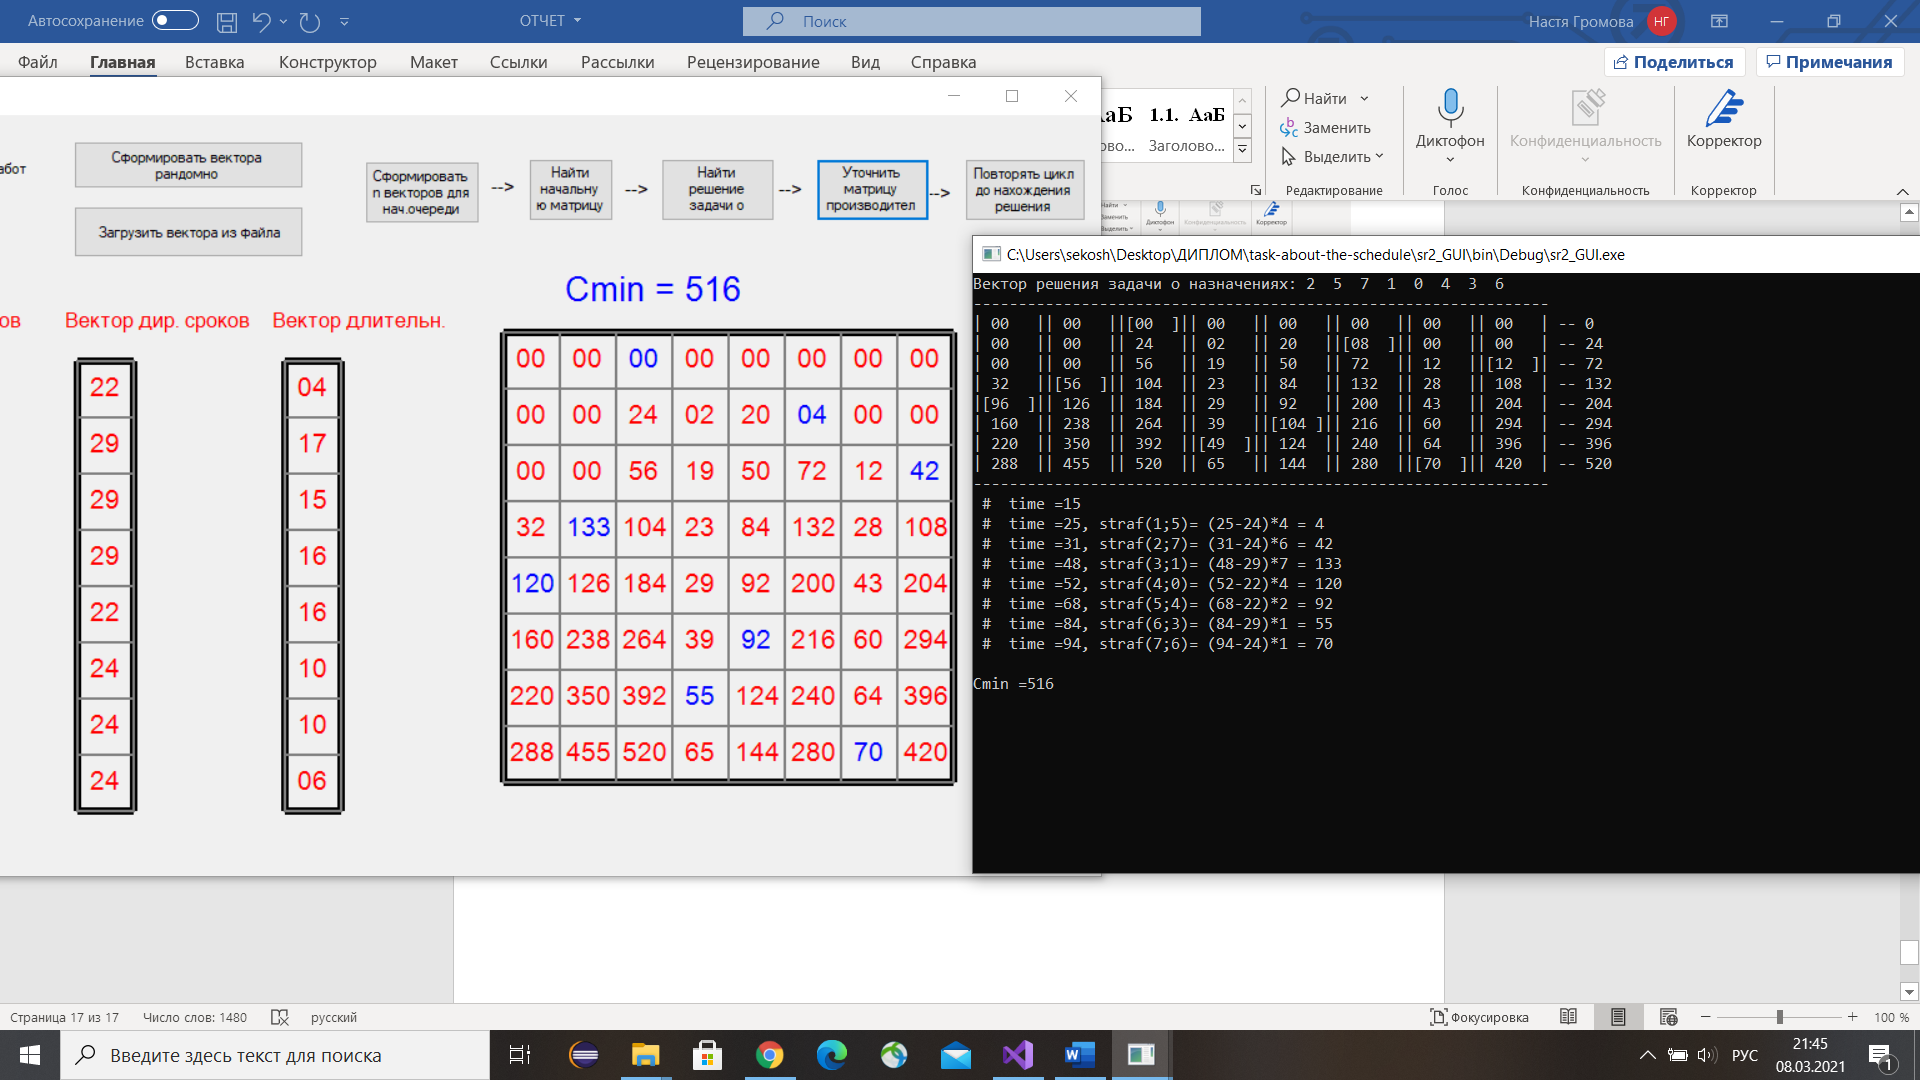 Автосохранение
ОТЧЕТ
Поиск
Настя Громова
НГ
Файл Главная Вставка Конструктор Макет Ссылки Рассылки Рецензирование Вид Справка
Поделиться
Примечания
АаБ 1.1. АаБ
ово... Заголово...
Найти
Заменить
Выделить
Редактирование
Диктофон
Голос
Конфиденциальность
Конфиденциальность
Корректор
Корректор
абот
Сформировать вектора
рандомно
Загрузить вектора из файла
Сформировать
n векторов для
нач.очереди
-->
Найти
начальну
ю матрицу
-->
Найти
решение
задачи о
-->
Уточнить
матрицу
производител
-->
Повторять цикл
до нахождения
решения
Cmin = 516
ов
Вектор дир. сроков
Вектор длительн.
22
29
29
29
22
24
24
24
04
17
15
16
16
10
10
06
00 00 00 00 00 00 00 00
00 00 24 02 20 04 00 00
00 00 56 19 50 72 12 42
32 133 104 23 84 132 28 108
120 126 184 29 92 200 43 204
160 238 264 39 92 216 60 294
220 350 392 55 124 240 64 396
288 455 520 65 144 280 70 420
C:\Users\sekosh\Desktop\ДИПЛОМ\task-about-the-schedule\sr2_GUI\bin\Debug\sr2_GUI.exe
Вектор решения задачи о назначениях: 2 5 7 1 0 4 3 6
----------------------------------------------------------------
| 00 || 00 ||[00 ]|| 00 || 00 || 00 || 00 || 00 | -- 0
| 00 || 00 || 24 || 02 || 20 ||[08 ]|| 00 || 00 | -- 24
| 00 || 00 || 56 || 19 || 50 || 72 || 12 ||[12 ]| -- 72
| 32 ||[56 ]|| 104 || 23 || 84 || 132 || 28 || 108 | -- 132
|[96 ]|| 126 || 184 || 29 || 92 || 200 || 43 || 204 | -- 204
| 160 || 238 || 264 || 39 ||[104 ]|| 216 || 60 || 294 | -- 294
| 220 || 350 || 392 ||[49 ]|| 124 || 240 || 64 || 396 | -- 396
| 288 || 455 || 520 || 65 || 144 || 280 ||[70 ]|| 420 | -- 520
----------------------------------------------------------------
# time =15
# time =25, straf(1;5)= (25-24)*4 = 4
# time =31, straf(2;7)= (31-24)*6 = 42
# time =48, straf(3;1)= (48-29)*7 = 133
# time =52, straf(4;0)= (52-22)*4 = 120
# time =68, straf(5;4)= (68-22)*2 = 92
# time =84, straf(6;3)= (84-29)*1 = 55
# time =94, straf(7;6)= (94-24)*1 = 70
Cmin =516
Страница 17 из 17 Число слов: 1480 русский
Фокусировка
100 %
Введите здесь текст для поиска
РУС
21:45
08.03.2021
1